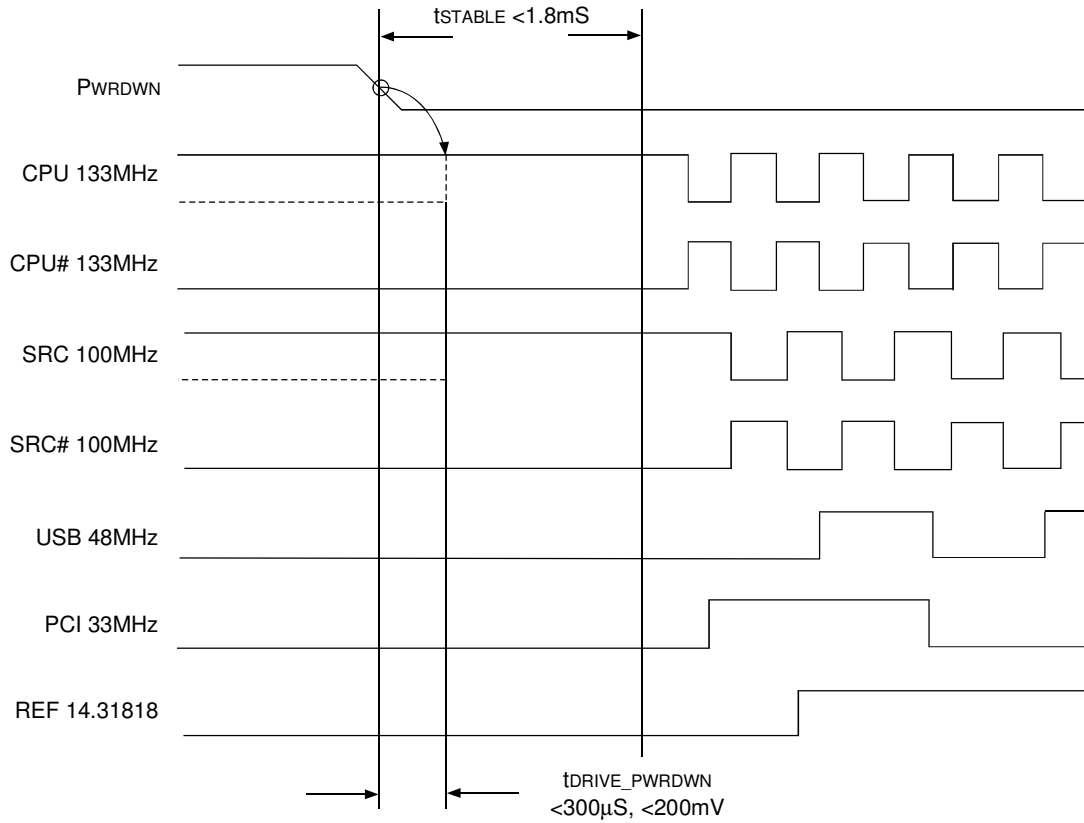 tSTABLE <1.8mS
PWRDWN
CPU 133MHz
CPU# 133MHz
SRC 100MHz
SRC# 100MHz
USB 48MHz
PCI 33MHz
REF 14.31818
tDRIVE_PWRDWN
<300µS, <200mV